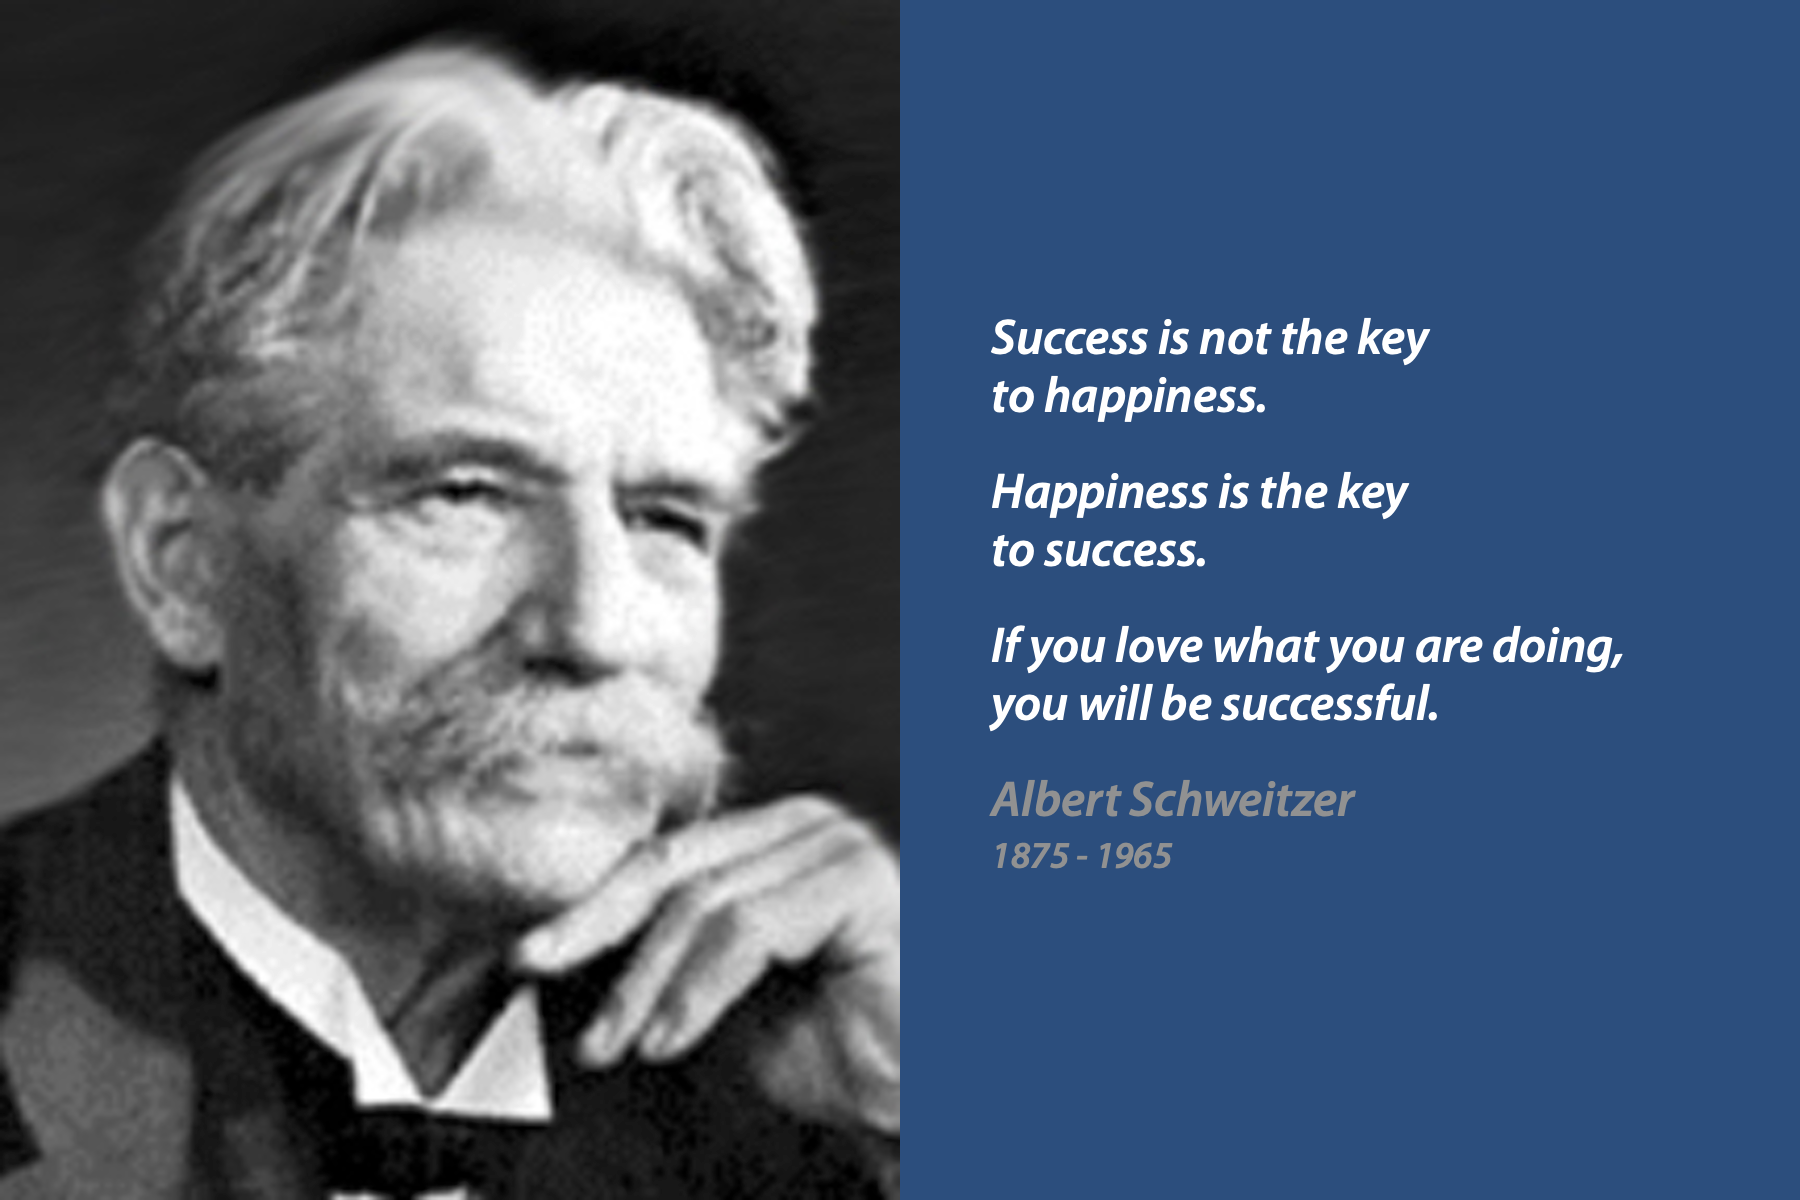 Success is not the key
to happiness.
Happiness is the key
to success.
If you love what you are doing,
you will be successful.
Albert Schweitzer
1875 - 1965